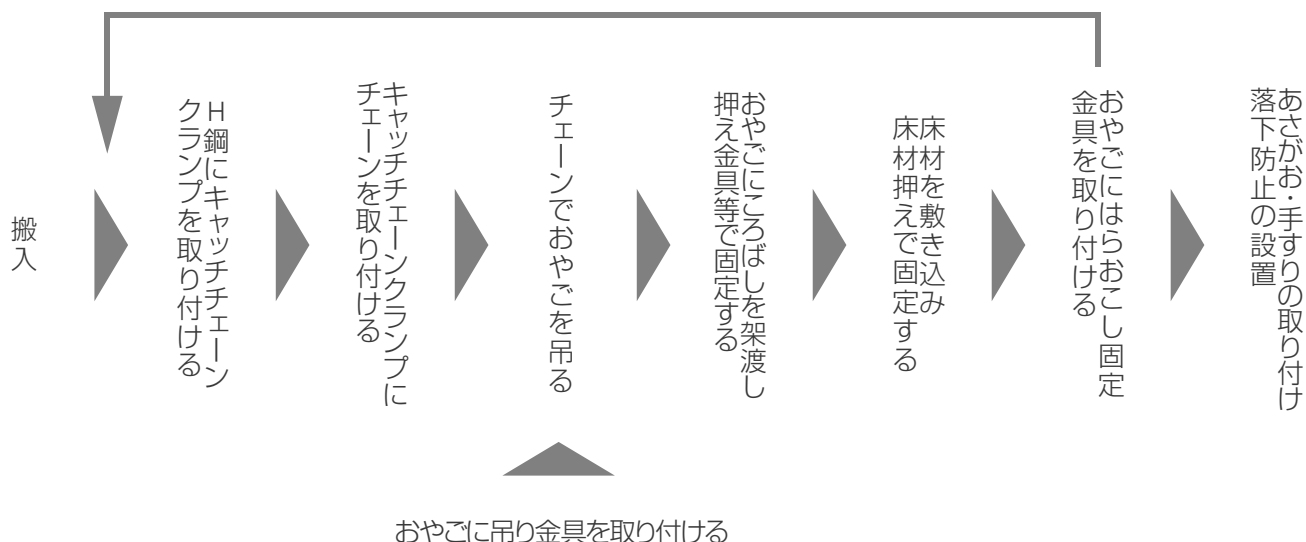 搬入
H鋼にキャッチチェーン
クランプを取り付ける
キャッチチェーンクランプに
チェーンを取り付ける
チェーンでおやごを吊る
おやごにころばしを架渡し
押え金具等で固定する
床材を敷き込み
床材押えで固定する
おやごにはらおこし固定
金具を取り付ける
あさがお・手すりの取り付け
落下防止の設置
おやごに吊り金具を取り付ける